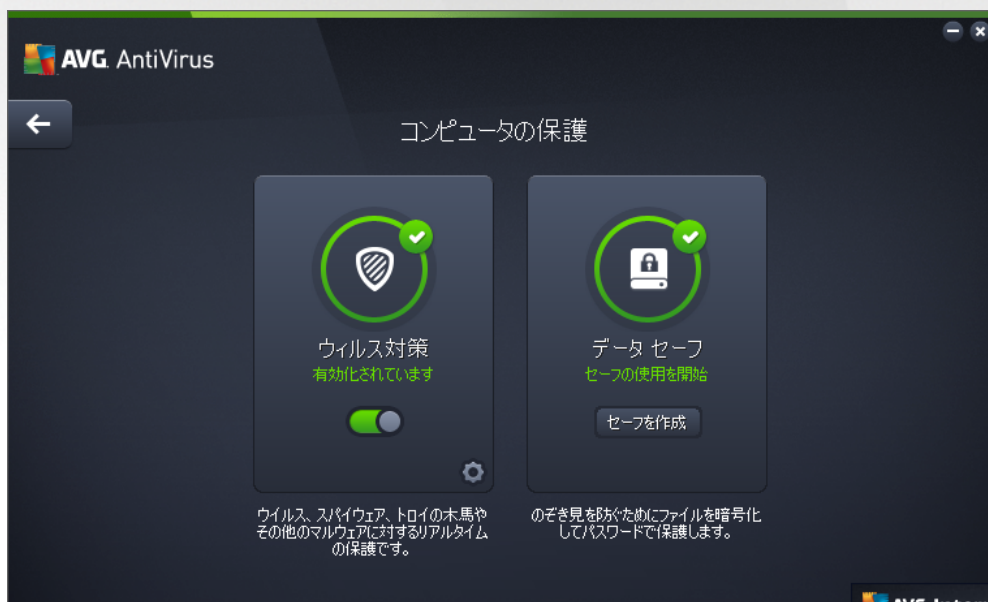 AVG. AntiVirus
コンピュータの保護
ウィルス対策
有効化されています
データ セーフ
セーフの使用を開始
セーフを作成
ウイルス、スパイウェア、トロイの木馬や
その他のマルウェアに対するリアルタイム
の保護です。
のぞき見を防ぐためにファイルを暗号化
してパスワードで保護します。
AVG